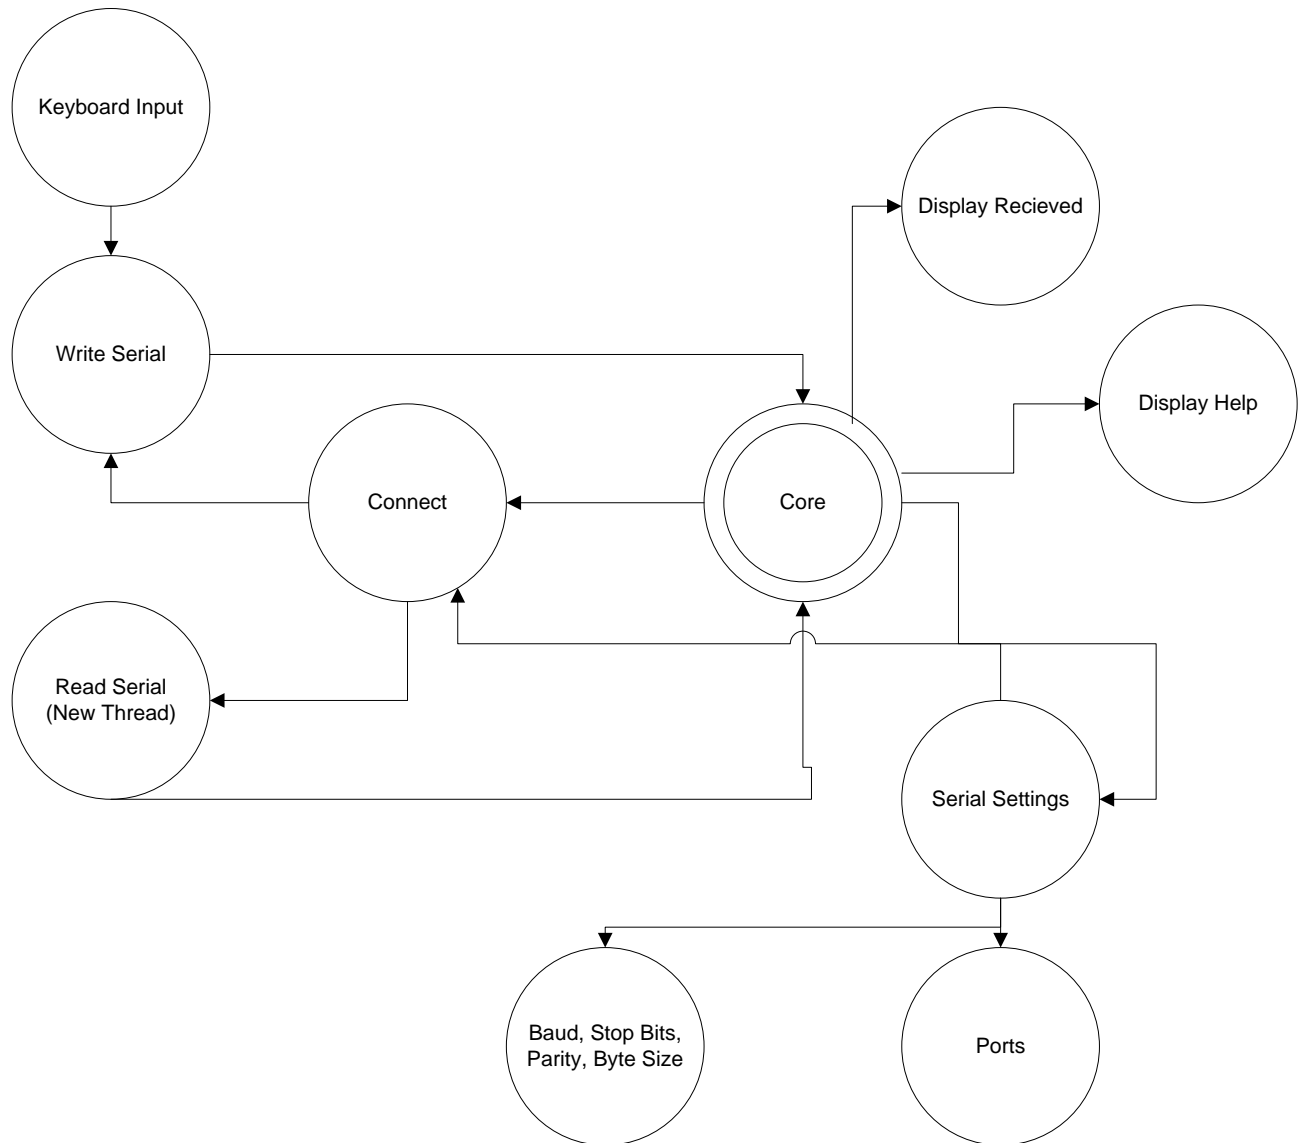 Keyboard Input
Display Recieved
Write Serial
Display Help
Connect
Core
Read Serial
(New Thread)
Serial Settings
Baud, Stop Bits,
Parity, Byte Size
Ports